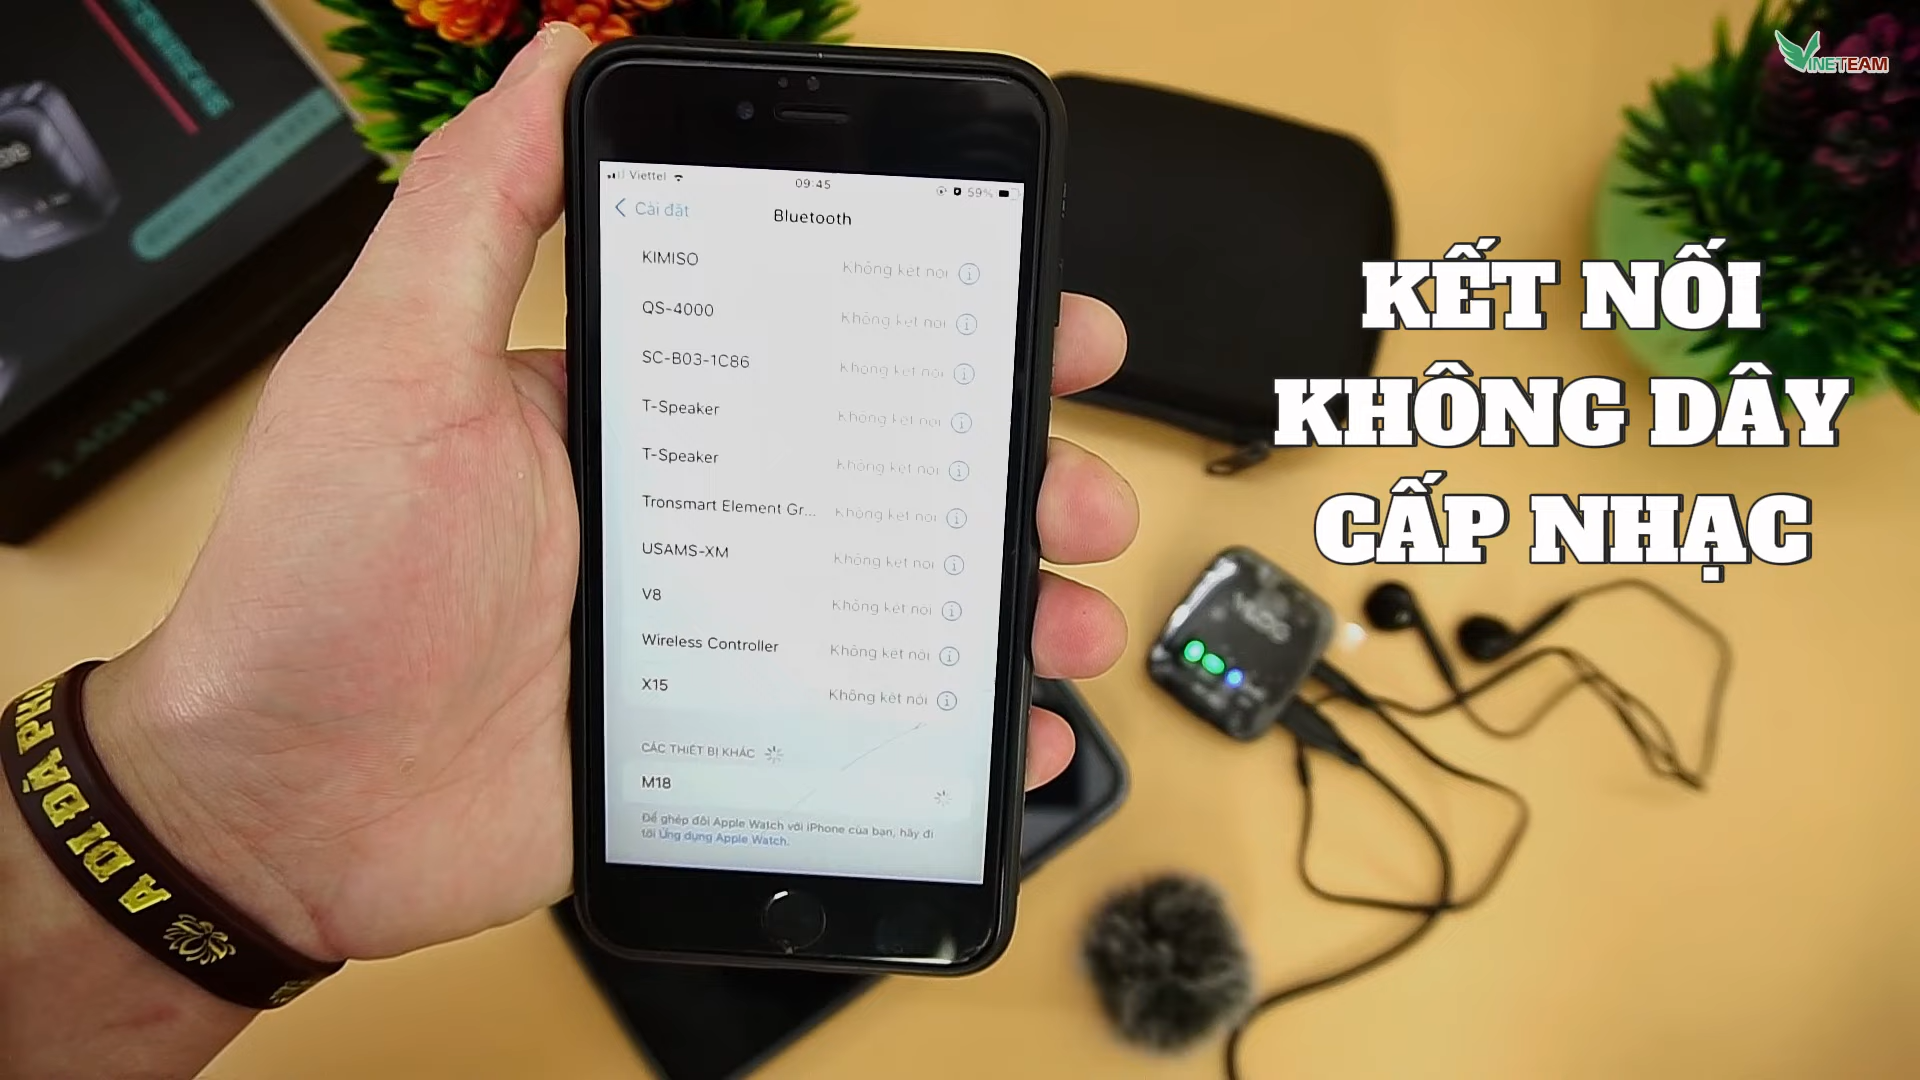 VINETEAM
Viettel 09:45 59%
Cài đặt
Bluetooth
KIMISO Không kết nối
QS-4000 Không kết nối
SC-B03-1C86 Không kết nối
T-Speaker Không kết nối
T-Speaker Không kết nối
Tronsmart Element Gr... Không kết nối
USAMS-XM Không kết nối
V8 Không kết nối
Wireless Controller Không kết nối
X15 Không kết nối
CÁC THIẾT BỊ KHÁC
M18
Để ghép đôi Apple Watch với iPhone của bạn, hãy đi
tới Ứng dụng Apple Watch.
KẾT NỐI
KHÔNG DÂY
CẤP NHẠC
VLOG
A DI ĐÀ PH